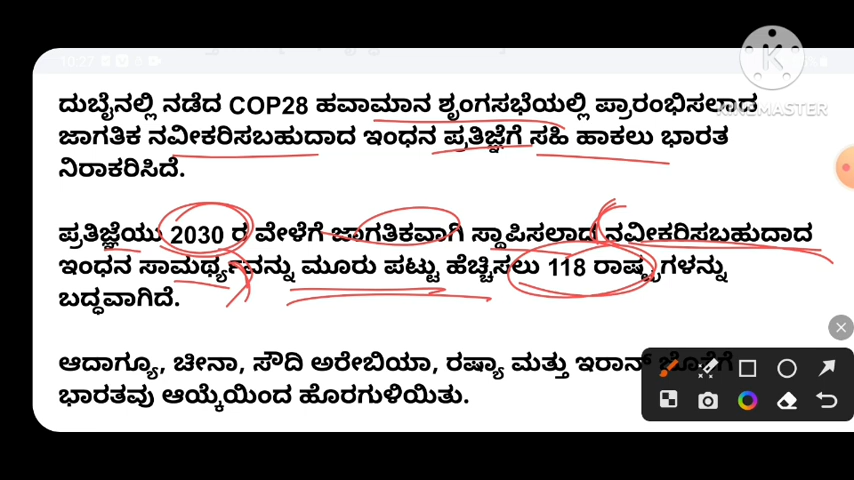 10:27
K
KINEMASTER
ದುಬೈನಲ್ಲಿ ನಡೆದ COP28 ಹವಾಮಾನ ಶೃಂಗಸಭೆಯಲ್ಲಿ ಪ್ರಾರಂಭಿಸಲಾದ
ಜಾಗತಿಕ ನವೀಕರಿಸಬಹುದಾದ ಇಂಧನ ಪ್ರತಿಜ್ಞೆಗೆ ಸಹಿ ಹಾಕಲು ಭಾರತ
ನಿರಾಕರಿಸಿದೆ.
ಪ್ರತಿಜ್ಞೆಯು 2030 ರ ವೇಳೆಗೆ ಜಾಗತಿಕವಾಗಿ ಸ್ಥಾಪಿಸಲಾದ ನವೀಕರಿಸಬಹುದಾದ
ಇಂಧನ ಸಾಮರ್ಥ್ಯವನ್ನು ಮೂರು ಪಟ್ಟು ಹೆಚ್ಚಿಸಲು 118 ರಾಷ್ಟ್ರಗಳನ್ನು
ಬದ್ಧವಾಗಿದೆ.
ಆದಾಗ್ಯೂ, ಚೀನಾ, ಸೌದಿ ಅರೇಬಿಯಾ, ರಷ್ಯಾ ಮತ್ತು ಇರಾನ್ ಜೊತೆಗೆ
ಭಾರತವು ಆಯ್ಕೆಯಿಂದ ಹೊರಗುಳಿಯಿತು.